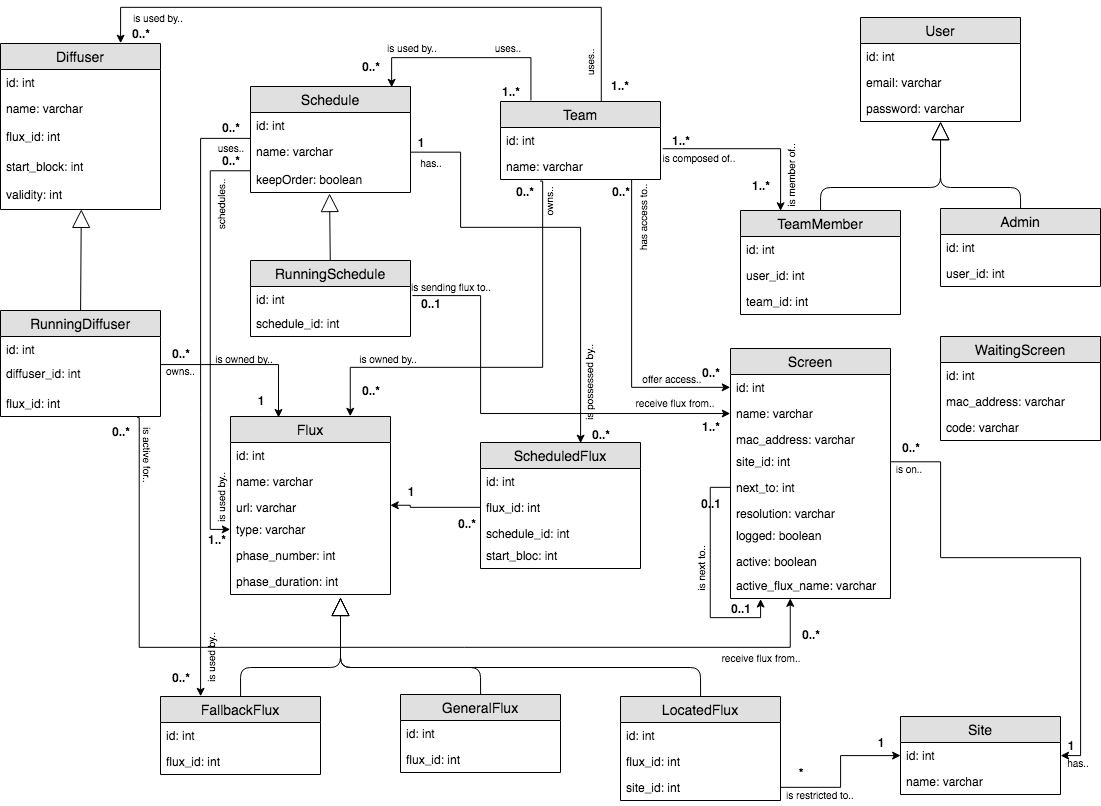 is used by..
0..*
Diffuser
id: int
name: varchar
flux_id: int
start_block: int
validity: int
is used by..
uses..
0..*
1..*
uses..
1..*
Schedule
id: int
name: varchar
keepOrder: boolean
0..*
uses..
0..*
schedules..
1
has..
Team
id: int
name: varchar
1..*
is composed of..
1..*
is member of..
0..*
owns..
0..*
has access to..
User
id: int
email: varchar
password: varchar
TeamMember
id: int
user_id: int
team_id: int
Admin
id: int
user_id: int
RunningSchedule
id: int
schedule_id: int
is sending flux to..
0..1
RunningDiffuser
id: int
diffuser_id: int
flux_id: int
0..*
owns..
is owned by..
1
is owned by..
0..*
0..*
is active for..
is possessed by..
0..*
offer access..
0..*
receive flux from..
1..*
Screen
id: int
name: varchar
mac_address: varchar
site_id: int
next_to: int
resolution: varchar
logged: boolean
active: boolean
active_flux_name: varchar
WaitingScreen
id: int
mac_address: varchar
code: varchar
Flux
id: int
name: varchar
url: varchar
type: varchar
phase_number: int
phase_duration: int
is used by..
1..*
1
0..*
ScheduledFlux
id: int
flux_id: int
schedule_id: int
start_bloc: int
0..1
is next to..
0..1
0..*
is on..
0..*
receive flux from..
is used by..
0..*
FallbackFlux
id: int
flux_id: int
GeneralFlux
id: int
flux_id: int
LocatedFlux
id: int
flux_id: int
site_id: int
*
is restricted to..
1
Site
id: int
name: varchar
1
has..